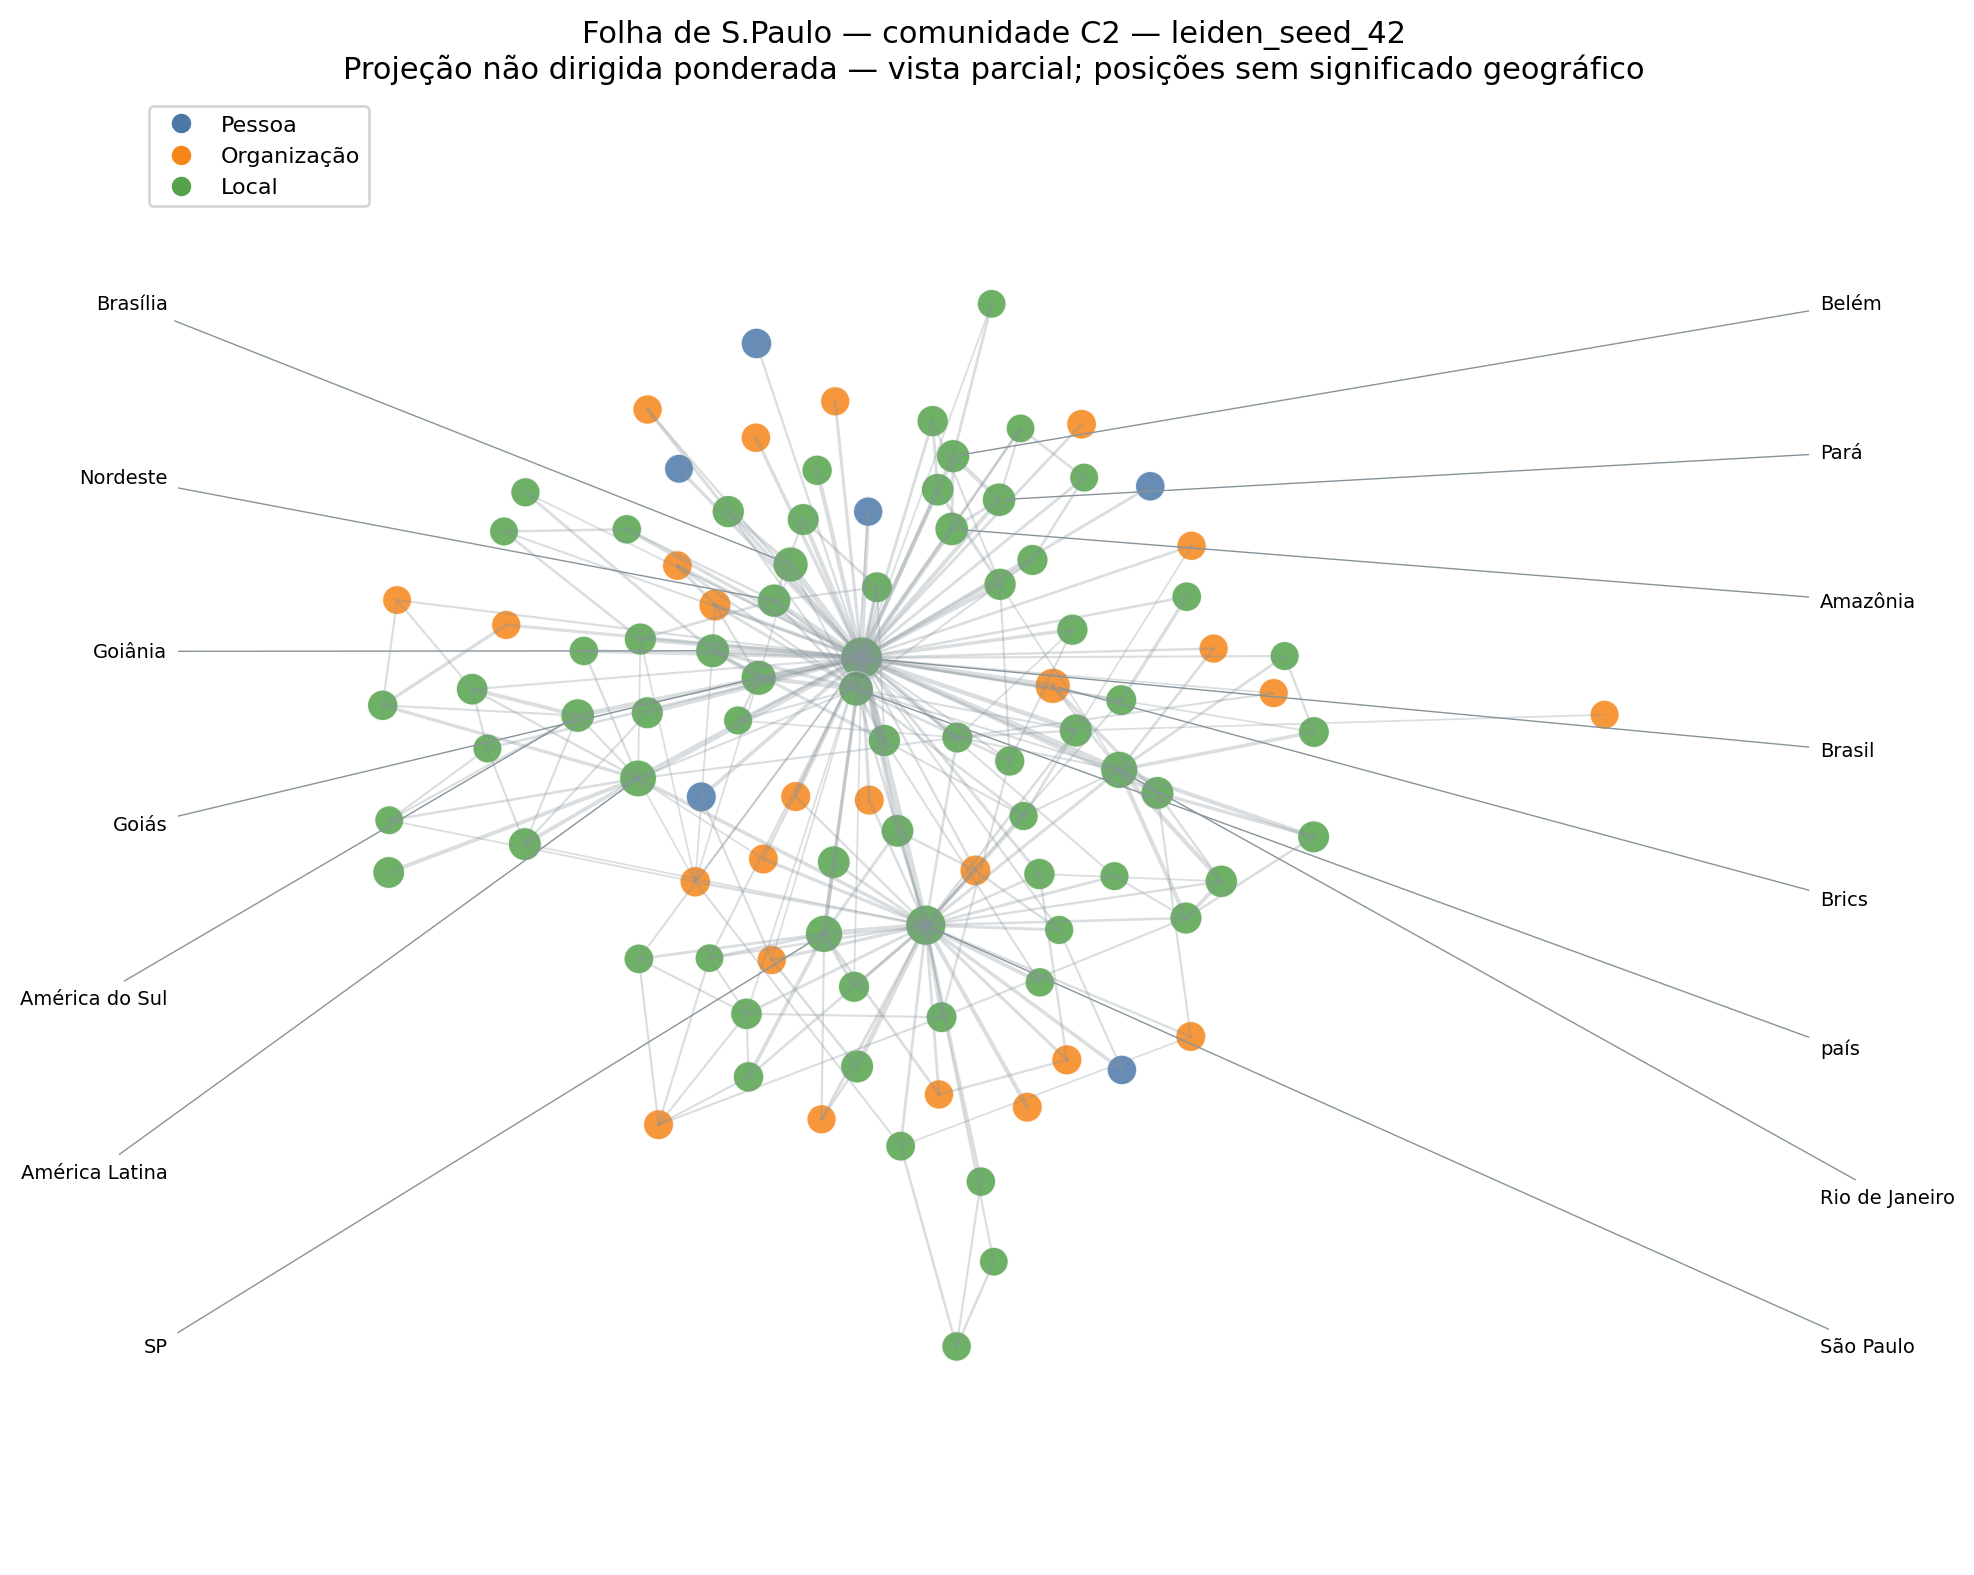 Folha de S.Paulo — comunidade C2 — leiden_seed_42
Projeção não dirigida ponderada — vista parcial; posições sem significado geográfico
Pessoa
Organização
Local
Brasília
Nordeste
Goiânia
Goiás
América do Sul
América Latina
SP
Belém
Pará
Amazônia
Brasil
Brics
país
Rio de Janeiro
São Paulo